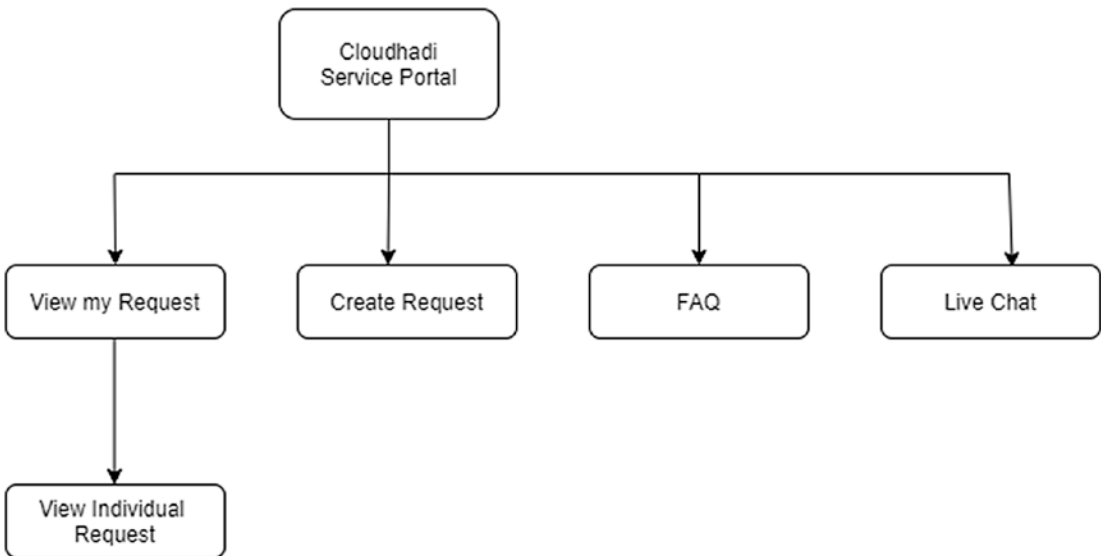 Cloudhadi
Service Portal
View my Request
Create Request
FAQ
Live Chat
View Individual
Request